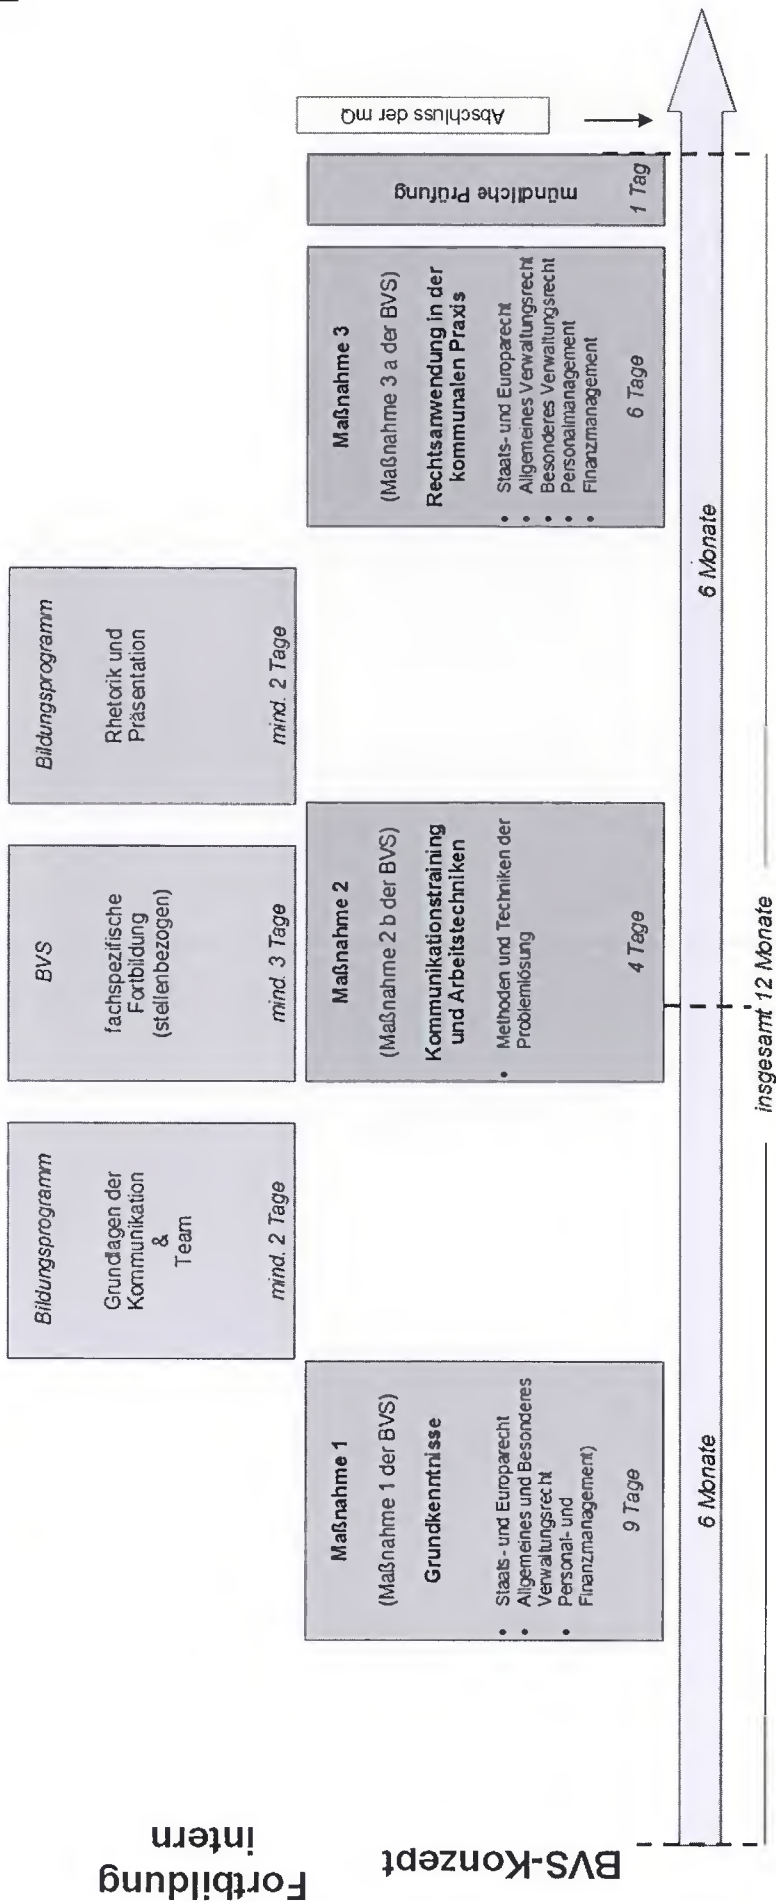 Fortbildung
intern
Bildungsprogramm
Grundlagen der
Kommunikation
&
Team
mind. 2 Tage
BVS
fachspezifische
Fortbildung
(stellenbezogen)
mind. 3 Tage
Bildungsprogramm
Rhetorik und
Präsentation
mind. 2 Tage
BVS-Konzept
Maßnahme 1
(Maßnahme 1 der BVS)
Grundkenntnisse
• Staats- und Europarecht
• Allgemeines und Besonderes
Verwaltungsrecht
• Personal- und
Finanzmanagement)
9 Tage
Maßnahme 2
(Maßnahme 2 b der BVS)
Kommunikationstraining
und Arbeitstechniken
• Methoden und Techniken der
Problemlösung
4 Tage
Maßnahme 3
(Maßnahme 3 a der BVS)
Rechtsanwendung in der
kommunalen Praxis
• Staats- und Europarecht
• Allgemeines Verwaltungsrecht
• Besonderes Verwaltungsrecht
• Personalmanagement
• Finanzmanagement
6 Tage
mündliche Prüfung
1 Tag
Abschluss der mQ
6 Monate
6 Monate
insgesamt 12 Monate